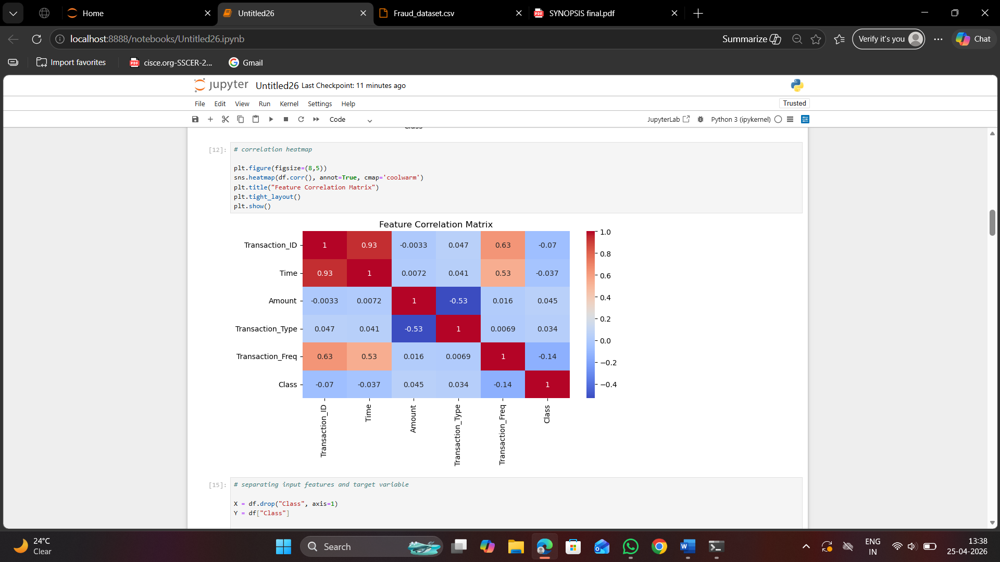 Home
Untitled26
Fraud_dataset.csv
SYNOPSIS final.pdf
localhost:8888/notebooks/Untitled26.ipynb
Summarize
Verify it's you
Chat
Import favorites
PDF
cisce.org-SSCER-2...
Gmail
jupyter
Untitled26 Last Checkpoint: 11 minutes ago
File Edit View Run Kernel Settings Help
Trusted
Code
JupyterLab
Python 3 (ipykernel)
Class
[12]:
# correlation heatmap
plt.figure(figsize=(8,5))
sns.heatmap(df.corr(), annot=True, cmap='coolwarm')
plt.title("Feature Correlation Matrix")
plt.tight_layout()
plt.show()
Feature Correlation Matrix
Transaction_ID 1 0.93 -0.0033 0.047 0.63 -0.07
Time 0.93 1 0.0072 0.041 0.53 -0.037
Amount -0.0033 0.0072 1 -0.53 0.016 0.045
Transaction_Type 0.047 0.041 -0.53 1 0.0069 0.034
Transaction_Freq 0.63 0.53 0.016 0.0069 1 -0.14
Class -0.07 -0.037 0.045 0.034 -0.14 1
Transaction_ID
Time
Amount
Transaction_Type
Transaction_Freq
Class
1.0
0.8
0.6
0.4
0.2
0.0
−0.2
−0.4
[15]:
# separating input features and target variable
X = df.drop("Class", axis=1)
Y = df["Class"]
24°C
Clear
Search
W
ENG
IN
13:38
25-04-2026